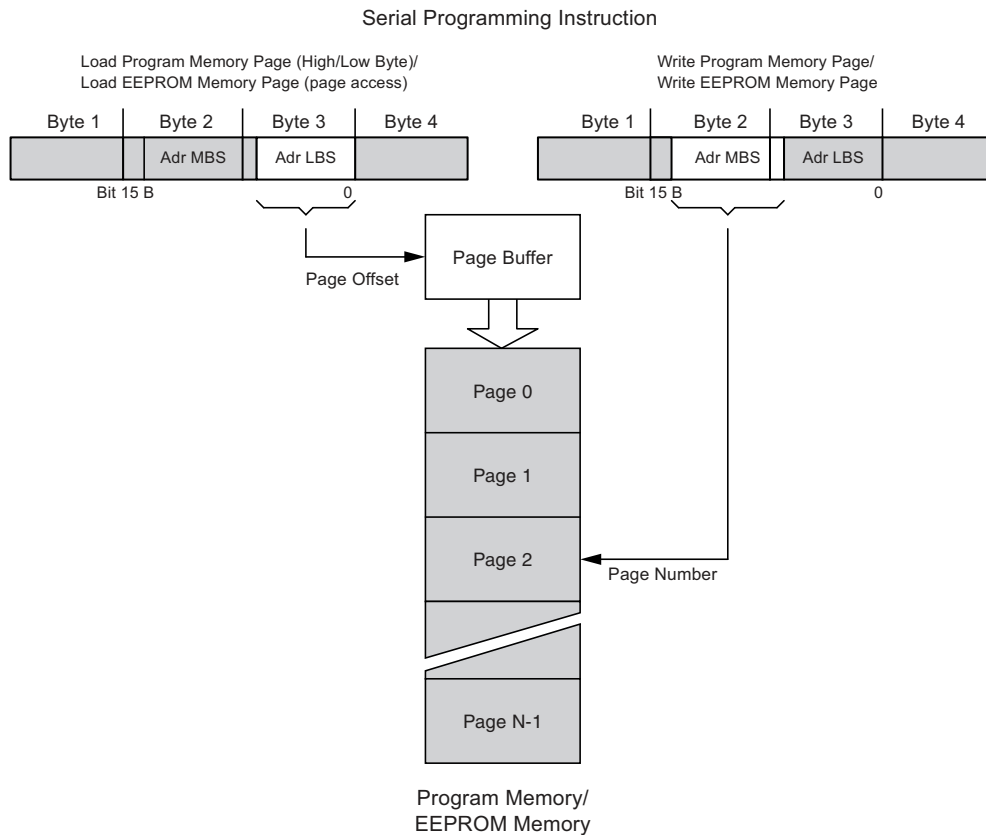 Serial Programming Instruction
Load Program Memory Page (High/Low Byte)/
Load EEPROM Memory Page (page access)
Byte 1
Byte 2
Byte 3
Byte 4
Adr MBS
Adr LBS
Bit 15 B
0
Page Offset
Write Program Memory Page/
Write EEPROM Memory Page
Byte 1
Byte 2
Byte 3
Byte 4
Adr MBS
Adr LBS
Bit 15 B
0
Page Buffer
Page 0
Page 1
Page 2
Page Number
Page N-1
Program Memory/
EEPROM Memory